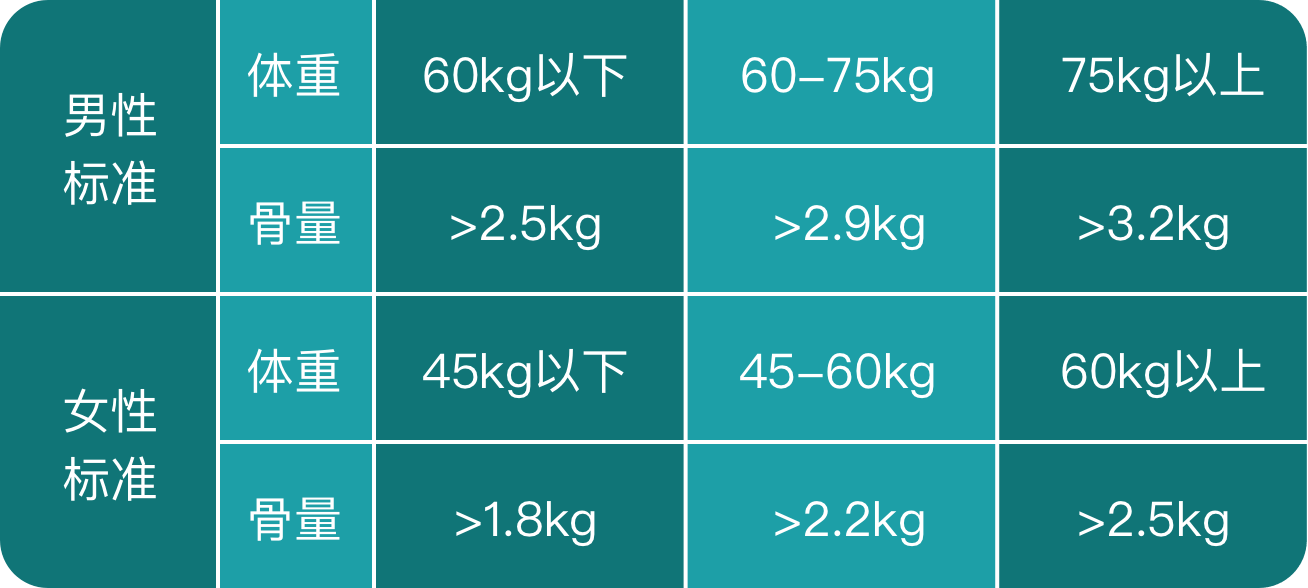 男性
标准
体重
60kg以下
60-75kg
75kg以上
骨量
>2.5kg
>2.9kg
>3.2kg
女性
标准
体重
45kg以下
45-60kg
60kg以上
骨量
>1.8kg
>2.2kg
>2.5kg